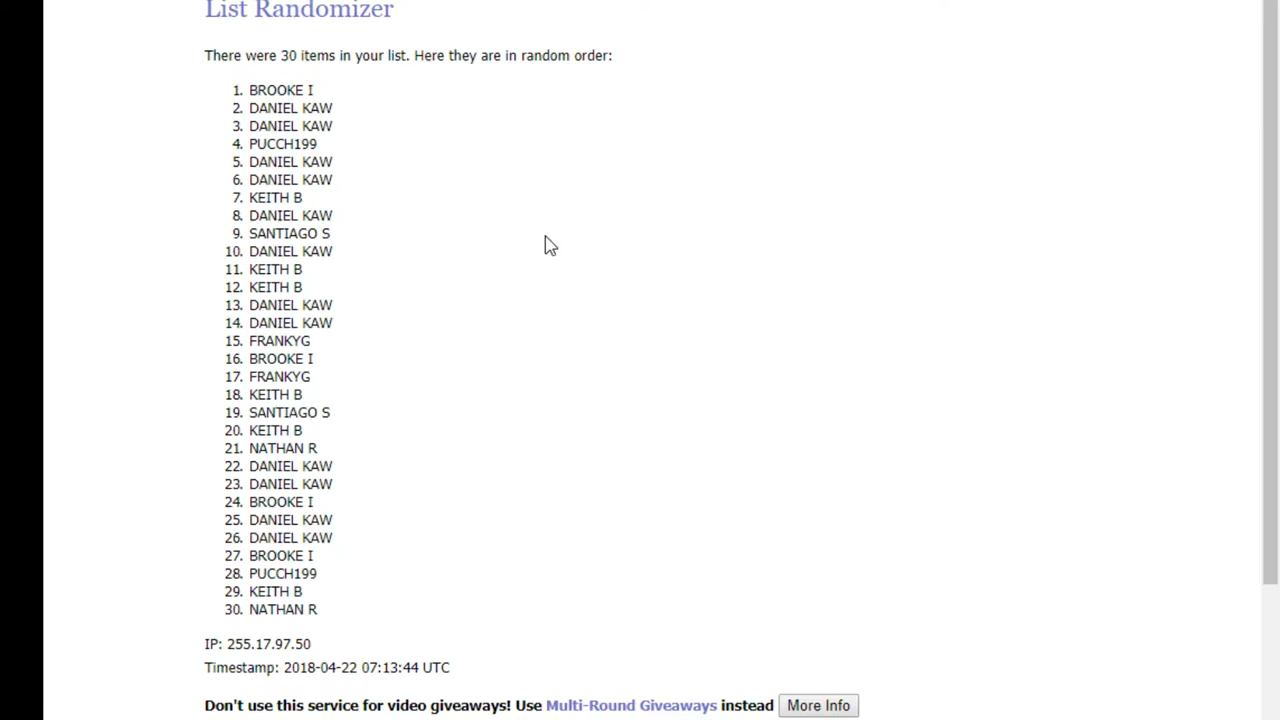 List Randomizer
There were 30 items in your list. Here they are in random order:
1. BROOKE I
2. DANIEL KAW
3. DANIEL KAW
4. PUCCH199
5. DANIEL KAW
6. DANIEL KAW
7. KEITH B
8. DANIEL KAW
9. SANTIAGO S
10. DANIEL KAW
11. KEITH B
12. KEITH B
13. DANIEL KAW
14. DANIEL KAW
15. FRANKYG
16. BROOKE I
17. FRANKYG
18. KEITH B
19. SANTIAGO S
20. KEITH B
21. NATHAN R
22. DANIEL KAW
23. DANIEL KAW
24. BROOKE I
25. DANIEL KAW
26. DANIEL KAW
27. BROOKE I
28. PUCCH199
29. KEITH B
30. NATHAN R
IP: 255.17.97.50
Timestamp: 2018-04-22 07:13:44 UTC
Don't use this service for video giveaways! Use Multi-Round Giveaways instead More Info